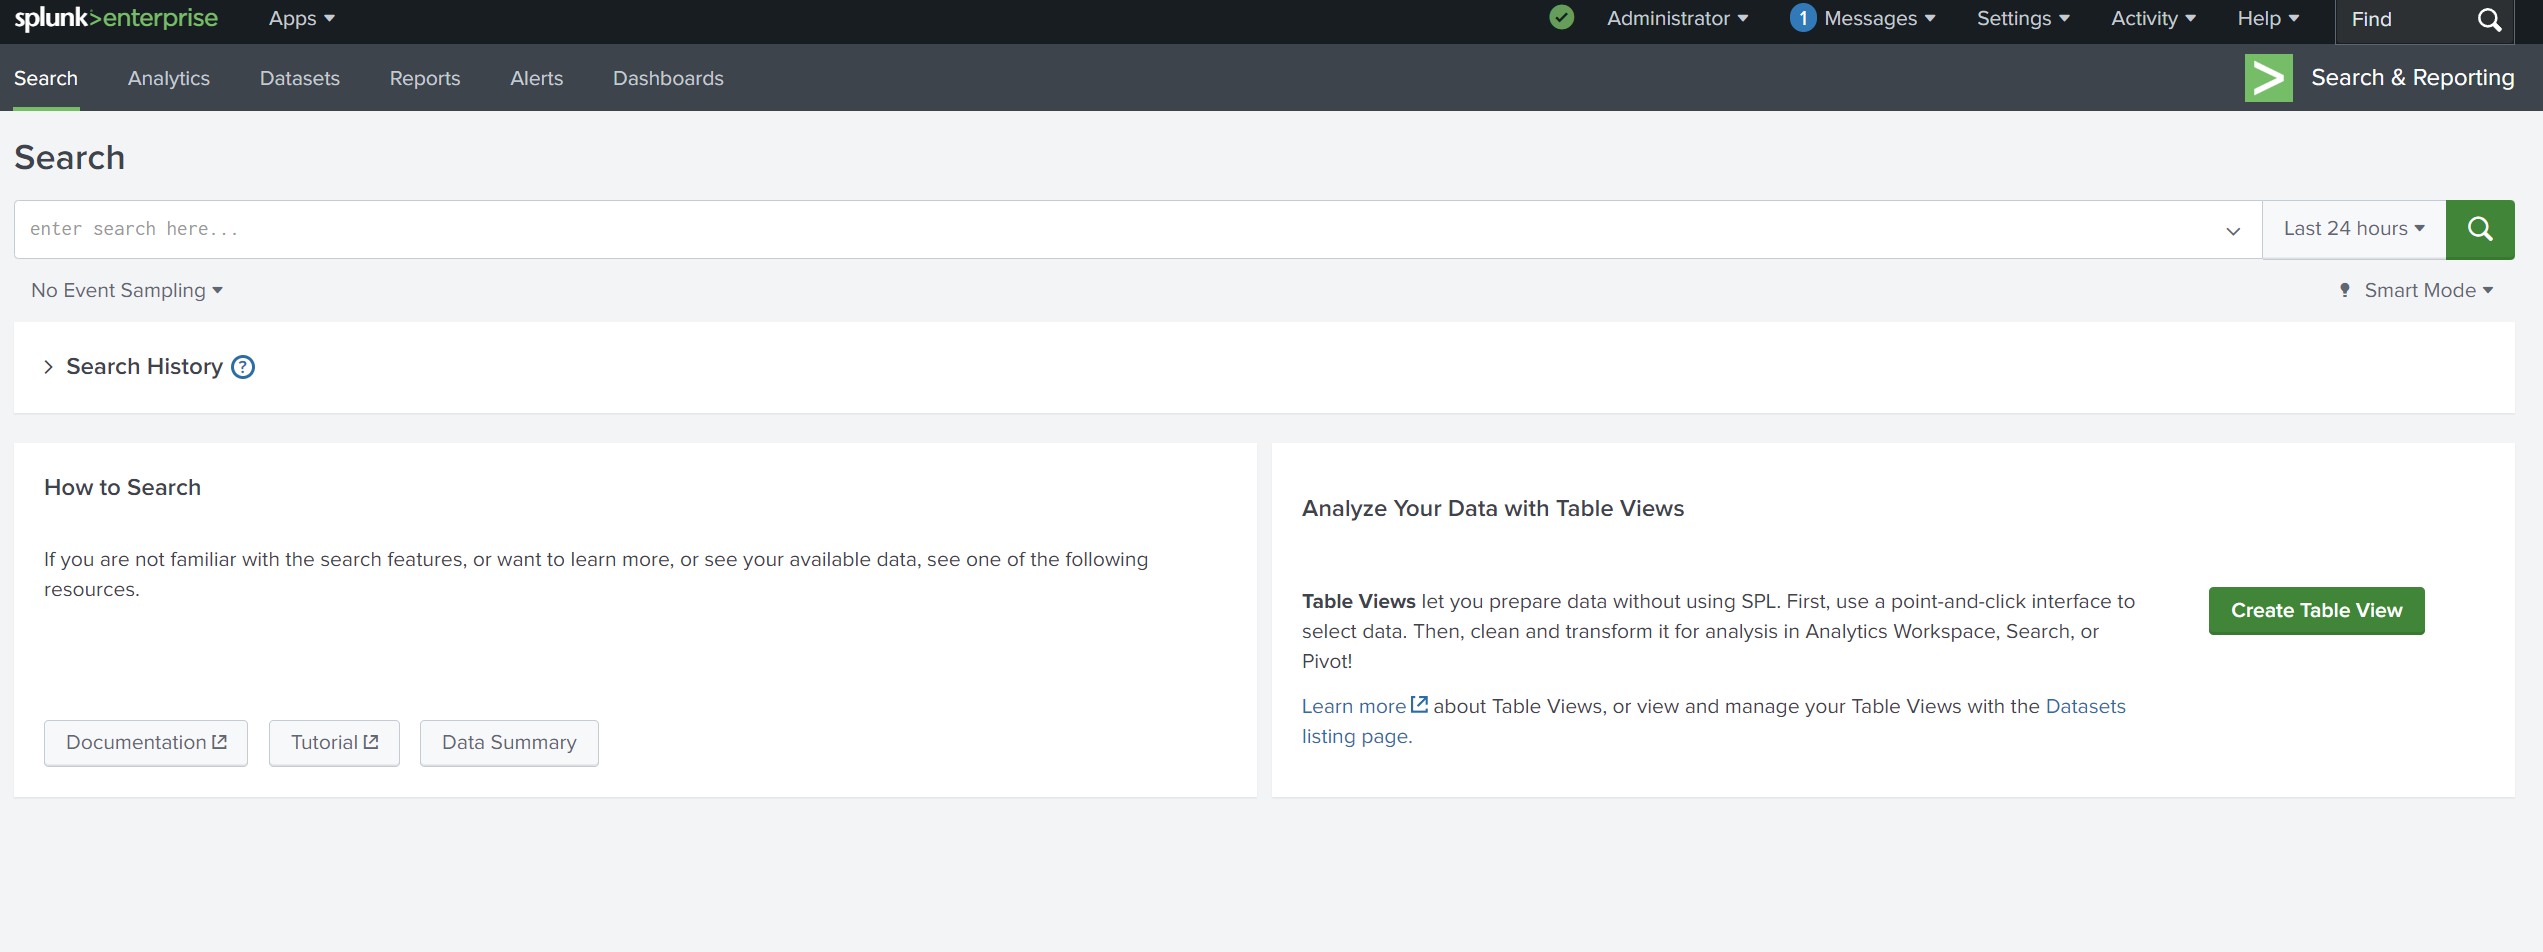 splunk>enterprise Apps Administrator 1 Messages Settings Activity Help Find
Search Analytics Datasets Reports Alerts Dashboards Search & Reporting
Search
enter search here... Last 24 hours
No Event Sampling Smart Mode
Search History ?
How to Search
If you are not familiar with the search features, or want to learn more, or see your available data, see one of the following
resources.
Documentation Tutorial Data Summary
Analyze Your Data with Table Views
Table Views let you prepare data without using SPL. First, use a point-and-click interface to
select data. Then, clean and transform it for analysis in Analytics Workspace, Search, or
Pivot!
Create Table View
Learn more about Table Views, or view and manage your Table Views with the Datasets
listing page.